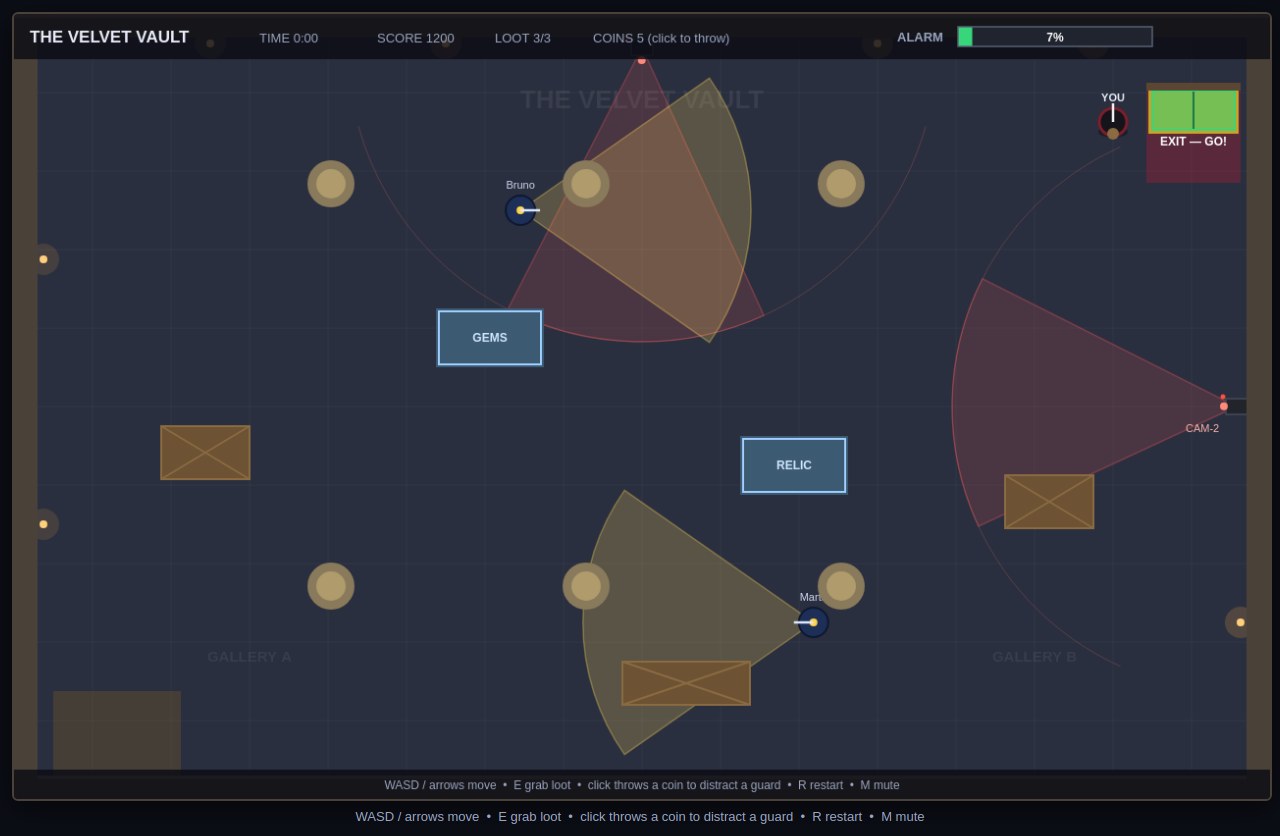 THE VELVET VAULT TIME 0:00 SCORE 1200 LOOT 3/3 COINS 5 (click to throw) ALARM 7%
THE VELVET VAULT
YOU
EXIT — GO!
Bruno
GEMS
CAM-2
RELIC
GALLERY A
GALLERY B
WASD / arrows move • E grab loot • click throws a coin to distract a guard • R restart • M mute
WASD / arrows move • E grab loot • click throws a coin to distract a guard • R restart • M mute